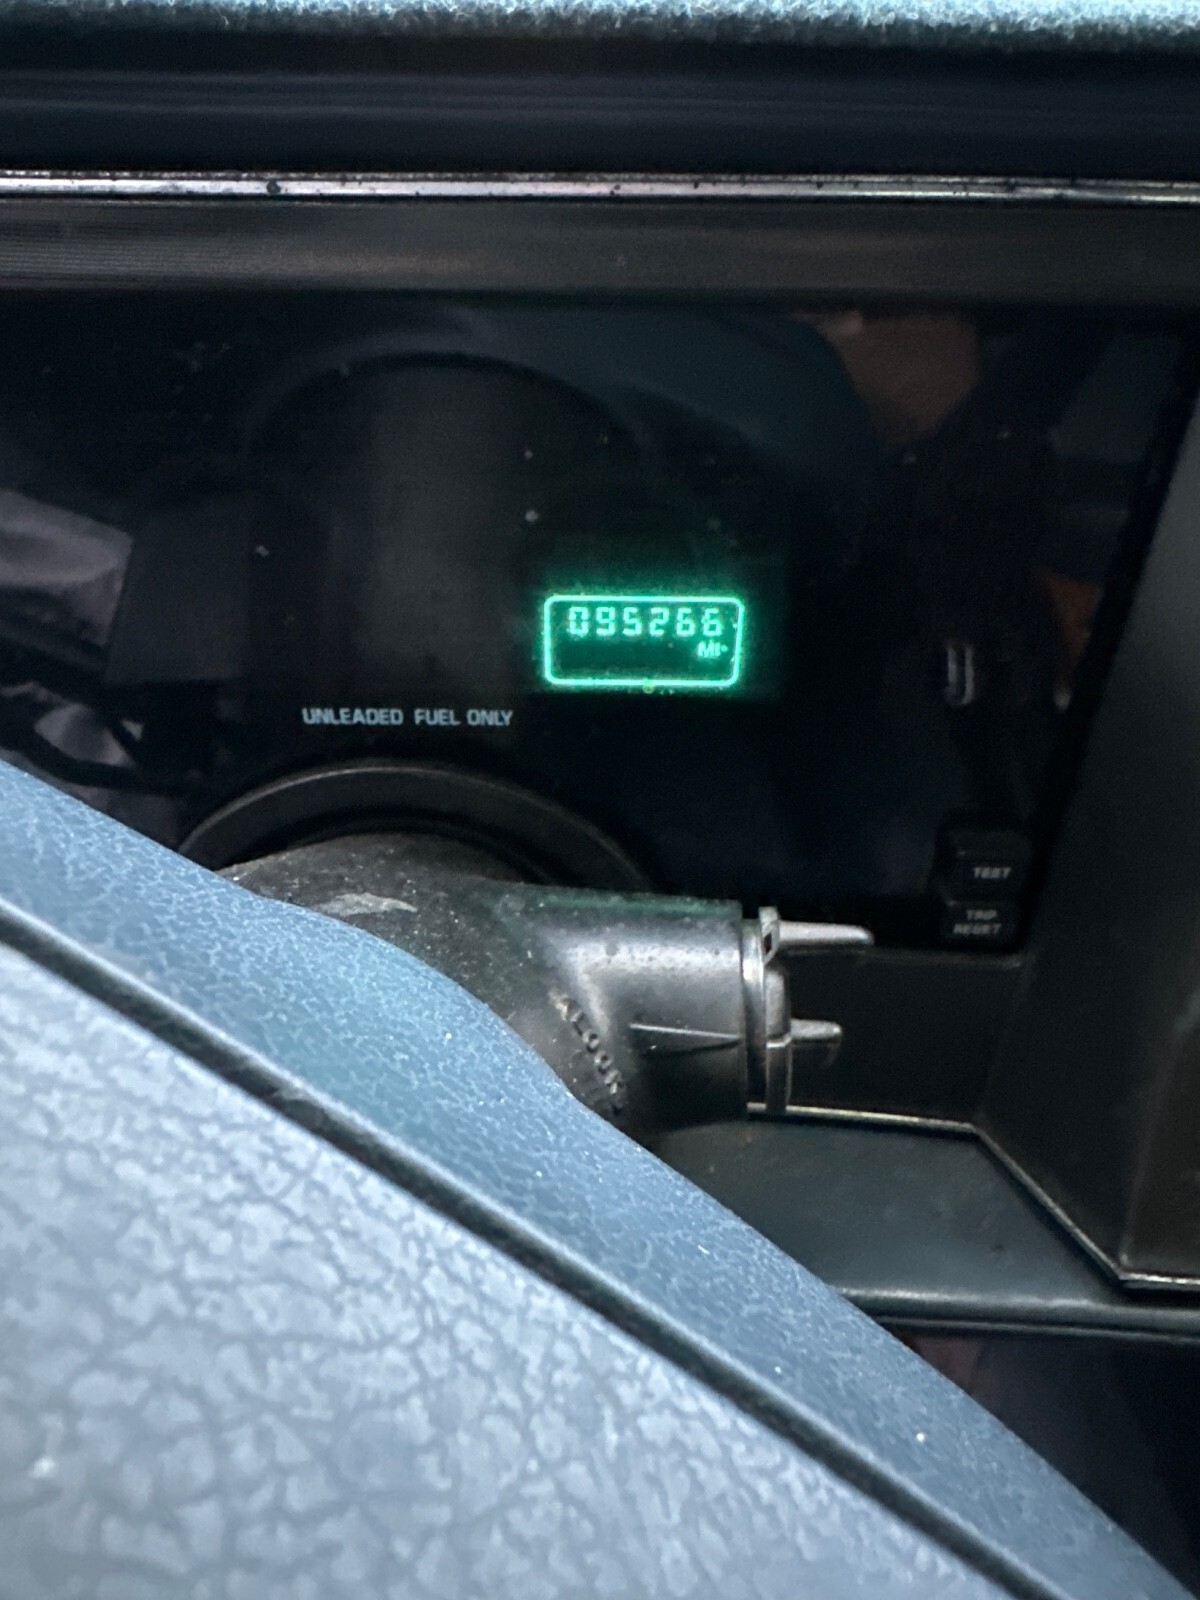 095266
MI
UNLEADED FUEL ONLY
TEST
TRIP
RESET